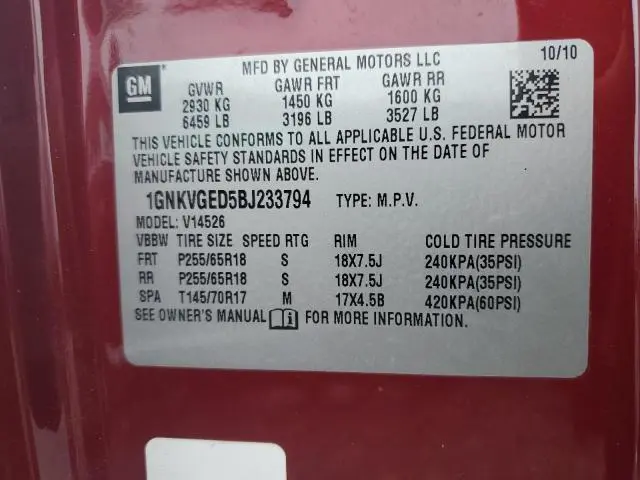 GM
MFD BY GENERAL MOTORS LLC 10/10
GVWR GAWR FRT GAWR RR
2930 KG 1450 KG 1600 KG
6459 LB 3196 LB 3527 LB
THIS VEHICLE CONFORMS TO ALL APPLICABLE U.S. FEDERAL MOTOR
VEHICLE SAFETY STANDARDS IN EFFECT ON THE DATE OF
MANUFACTURE SHOWN ABOVE.
1GNKVGED5BJ233794 TYPE: M.P.V.
MODEL: V14526
VBBW TIRE SIZE SPEED RTG RIM COLD TIRE PRESSURE
FRT P255/65R18 S 18X7.5J 240KPA(35PSI)
RR P255/65R18 S 18X7.5J 240KPA(35PSI)
SPA T145/70R17 M 17X4.5B 420KPA(60PSI)
SEE OWNER'S MANUAL i FOR MORE INFORMATION.